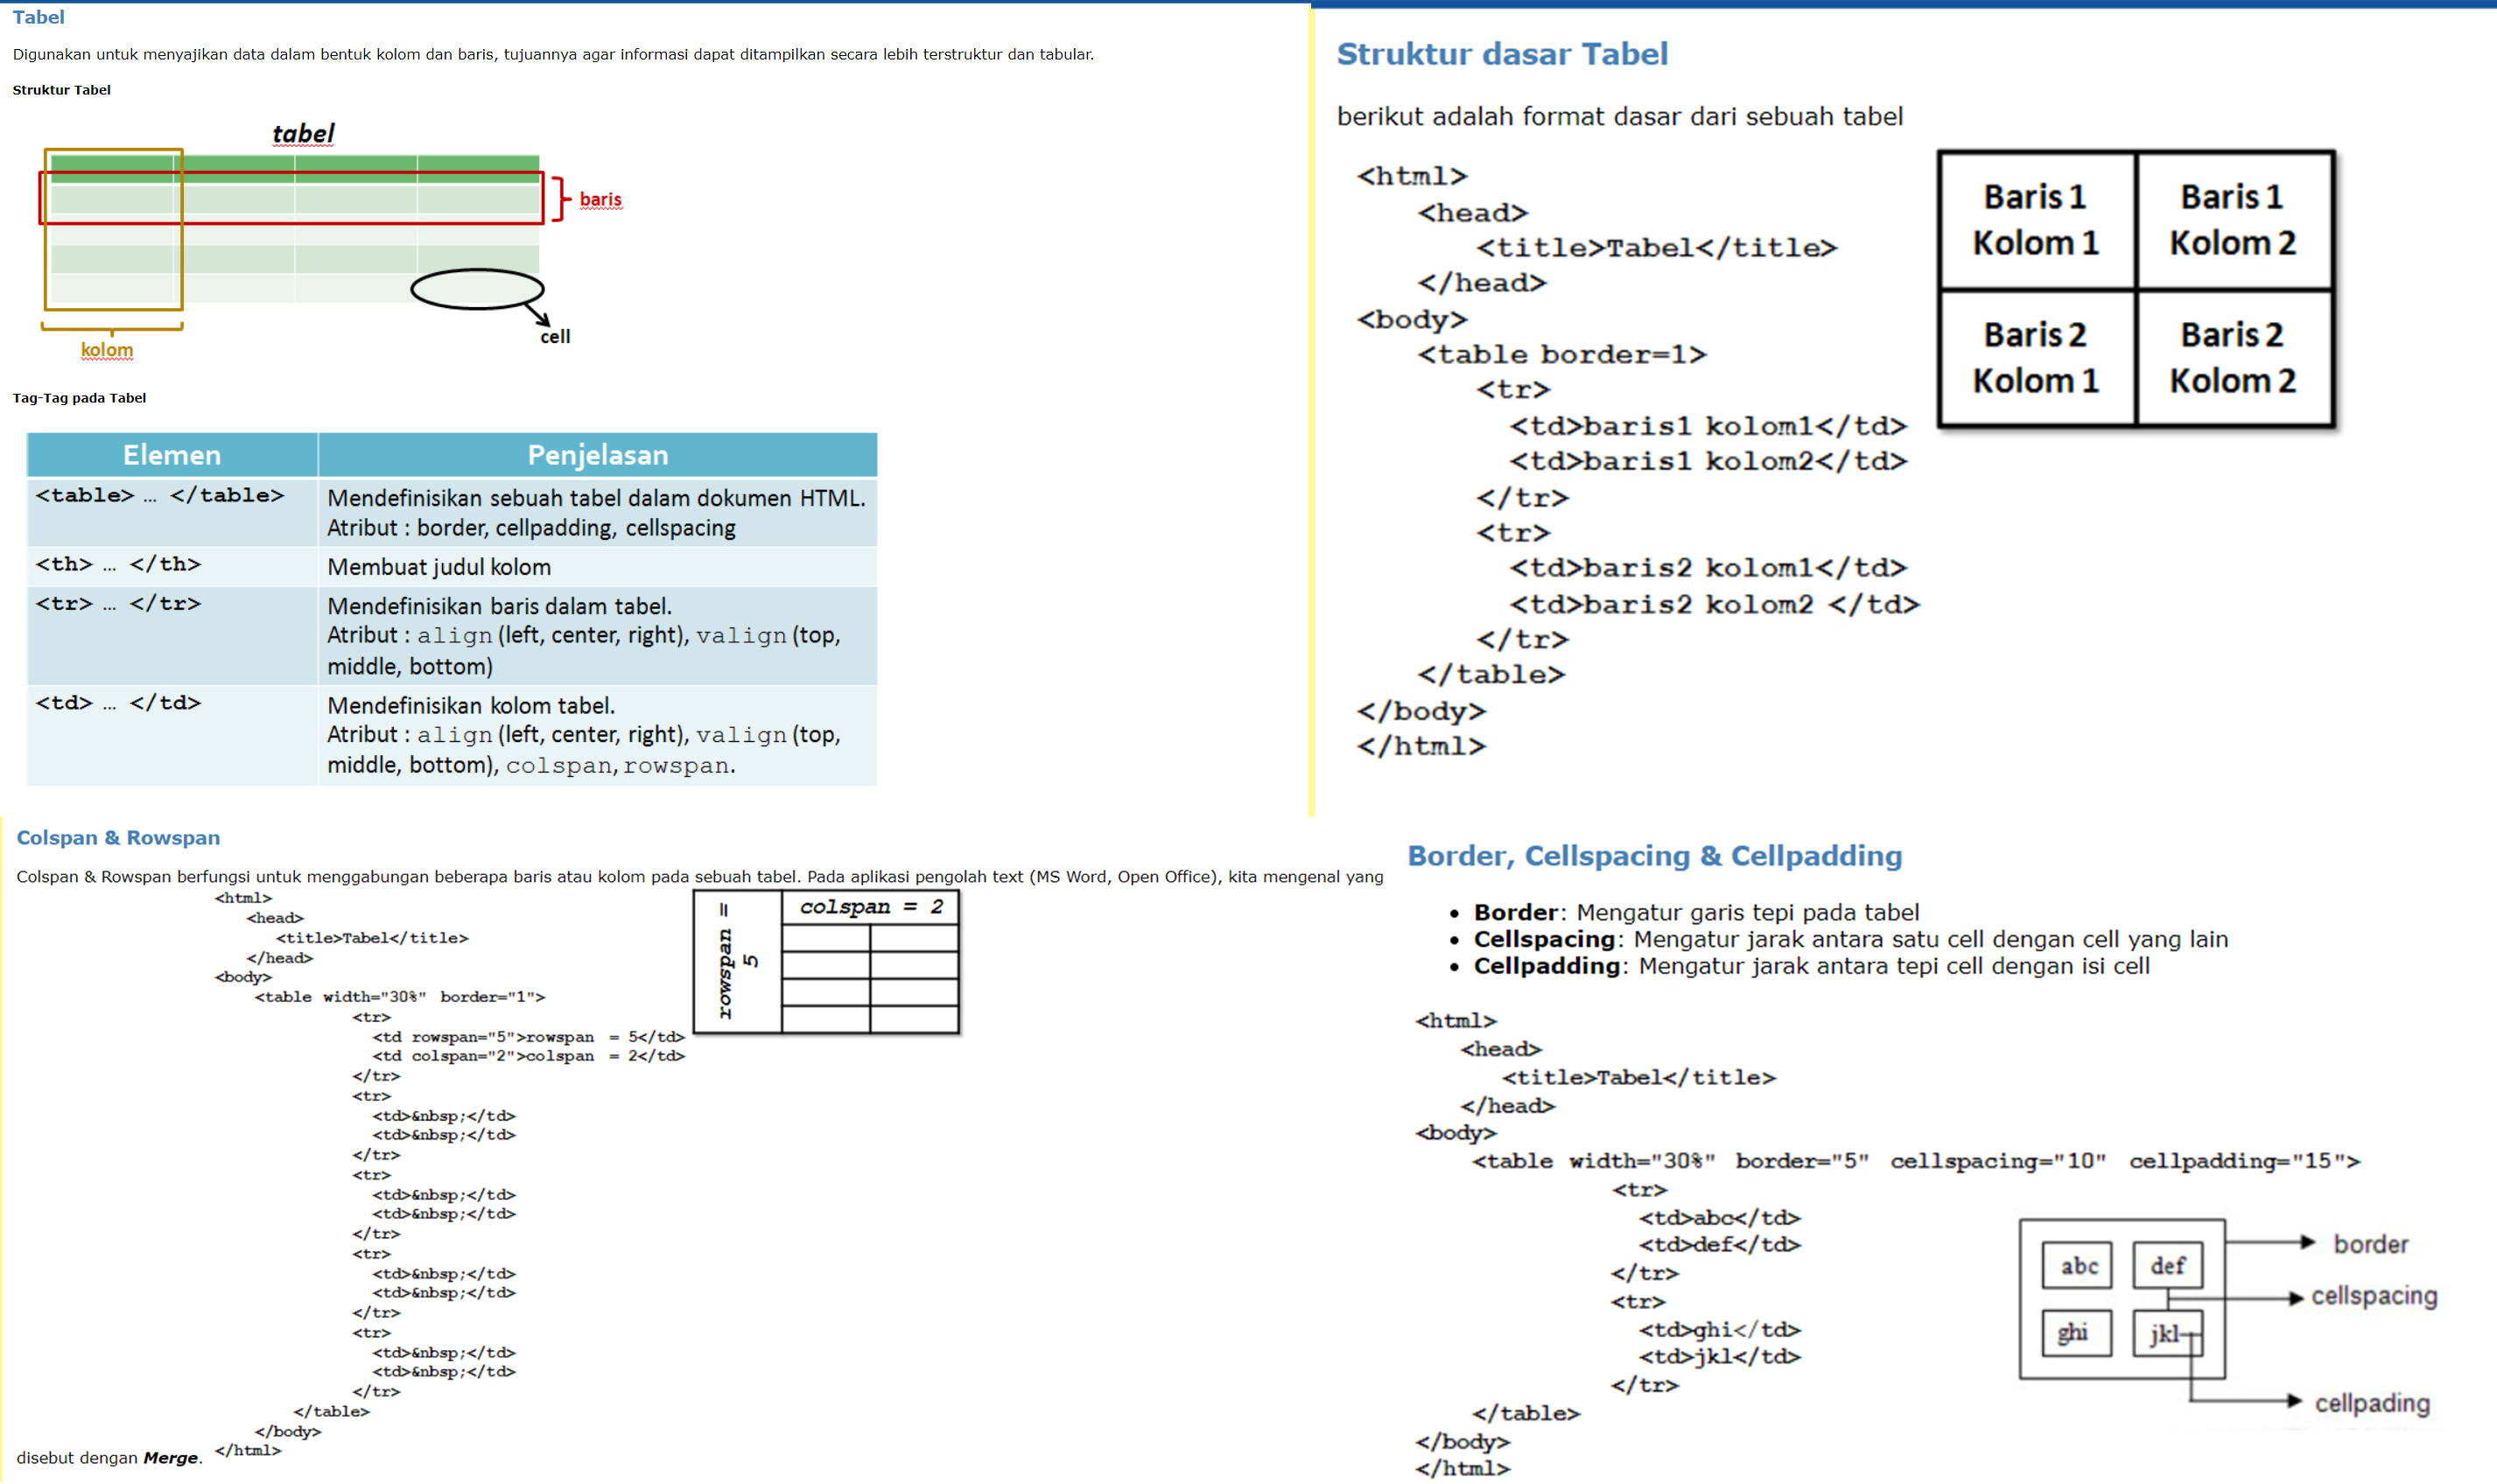 Tabel
Digunakan untuk menyajikan data dalam bentuk kolom dan baris, tujuannya agar informasi dapat ditampilkan secara lebih terstruktur dan tabular.
Struktur Tabel
tabel
baris
cell
kolom
Tag-Tag pada Tabel
Elemen Penjelasan
<table> … </table> Mendefinisikan sebuah tabel dalam dokumen HTML.
Atribut : border, cellpadding, cellspacing
<th> … </th> Membuat judul kolom
<tr> … </tr> Mendefinisikan baris dalam tabel.
Atribut : align (left, center, right), valign (top,
middle, bottom)
<td> … </td> Mendefinisikan kolom tabel.
Atribut : align (left, center, right), valign (top,
middle, bottom), colspan, rowspan.
Struktur dasar Tabel
berikut adalah format dasar dari sebuah tabel
<html>
<head>
<title>Tabel</title>
</head>
<body>
<table border=1>
<tr>
<td>baris1 kolom1</td>
<td>baris1 kolom2</td>
</tr>
<tr>
<td>baris2 kolom1</td>
<td>baris2 kolom2 </td>
</tr>
</table>
</body>
</html>
Baris 1 Baris 1
Kolom 1 Kolom 2
Baris 2 Baris 2
Kolom 1 Kolom 2
Colspan & Rowspan
Colspan & Rowspan berfungsi untuk menggabungan beberapa baris atau kolom pada sebuah tabel. Pada aplikasi pengolah text (MS Word, Open Office), kita mengenal yang
<html>
<head>
<title>Tabel</title>
</head>
<body>
<table width="30%" border="1">
<tr>
<td rowspan="5">rowspan = 5</td>
<td colspan="2">colspan = 2</td>
</tr>
<tr>
<td>&nbsp;</td>
<td>&nbsp;</td>
</tr>
<tr>
<td>&nbsp;</td>
<td>&nbsp;</td>
</tr>
<tr>
<td>&nbsp;</td>
<td>&nbsp;</td>
</tr>
<tr>
<td>&nbsp;</td>
<td>&nbsp;</td>
</tr>
</table>
</body>
</html>
disebut dengan Merge.
rowspan =
5
colspan = 2
Border, Cellspacing & Cellpadding
• Border: Mengatur garis tepi pada tabel
• Cellspacing: Mengatur jarak antara satu cell dengan cell yang lain
• Cellpadding: Mengatur jarak antara tepi cell dengan isi cell
<html>
<head>
<title>Tabel</title>
</head>
<body>
<table width="30%" border="5" cellspacing="10" cellpadding="15">
<tr>
<td>abc</td>
<td>def</td>
</tr>
<tr>
<td>ghi</td>
<td>jkl</td>
</tr>
</table>
</body>
</html>
abc def
ghi jkl
border
cellspacing
cellpading